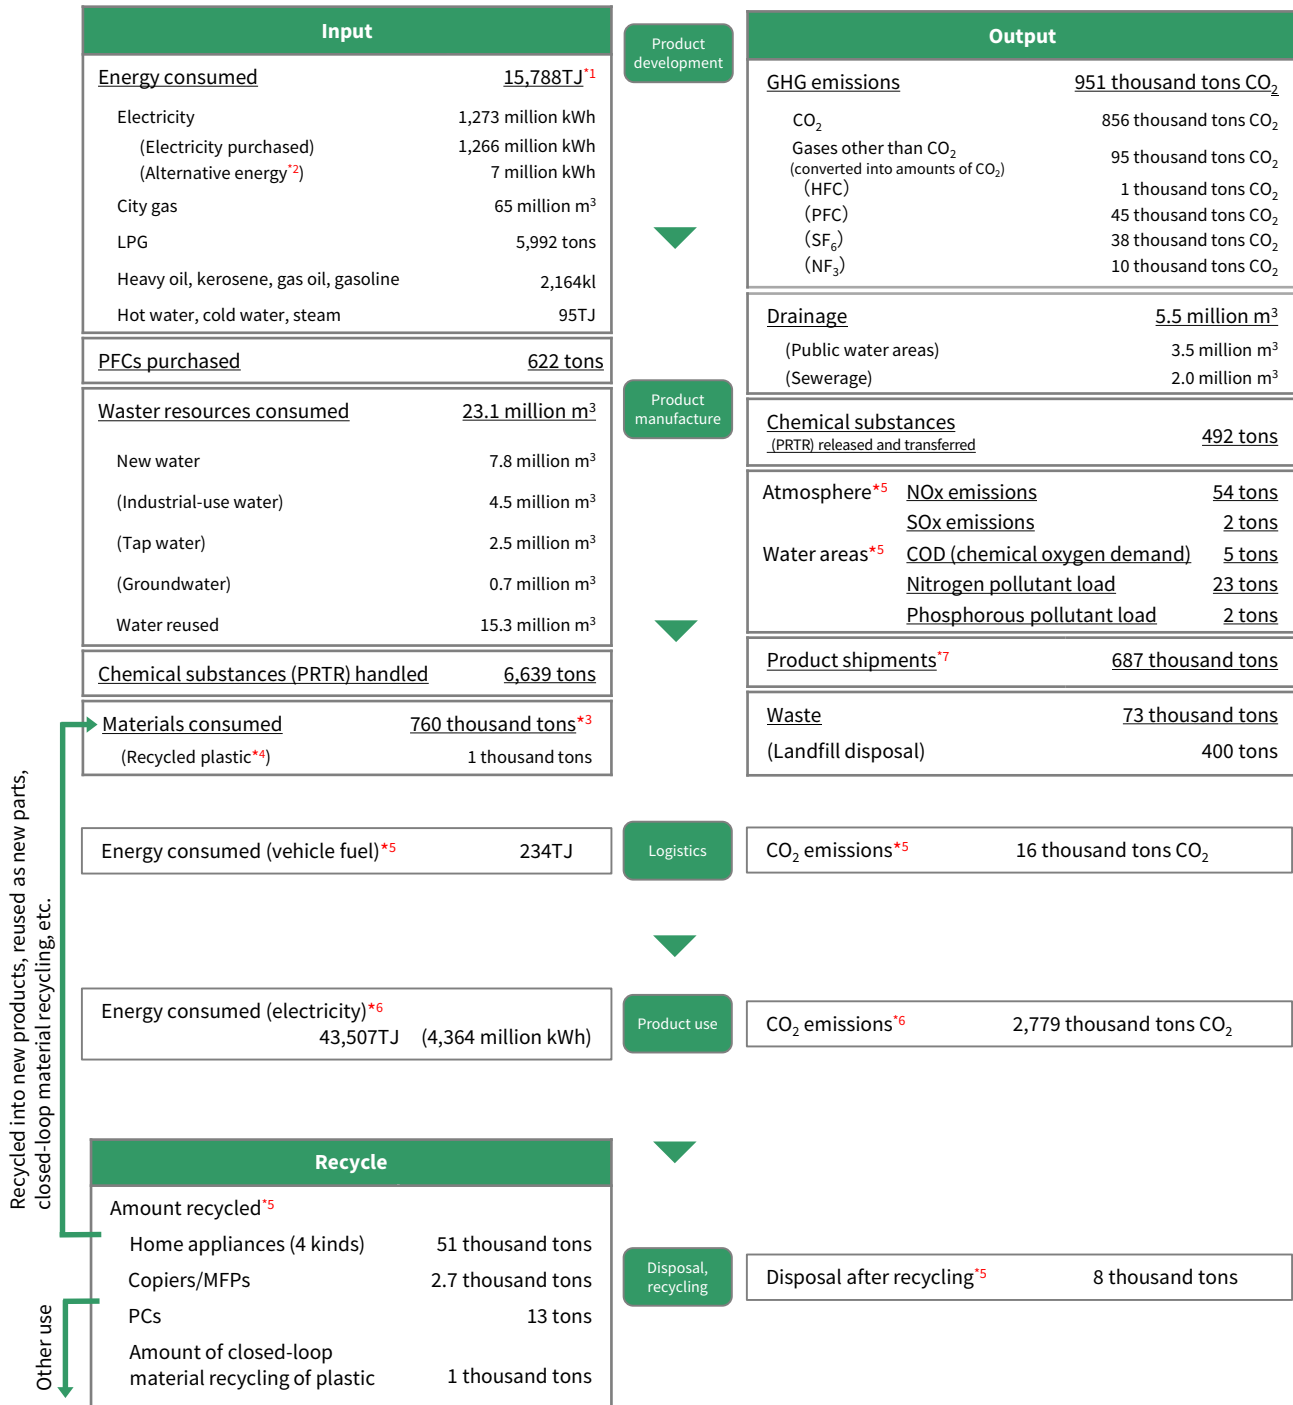 Input
Energy consumed 15,788TJ*1
Electricity 1,273 million kWh
(Electricity purchased) 1,266 million kWh
(Alternative energy*2) 7 million kWh
City gas 65 million m3
LPG 5,992 tons
Heavy oil, kerosene, gas oil, gasoline 2,164kl
Hot water, cold water, steam 95TJ
PFCs purchased 622 tons
Waster resources consumed 23.1 million m3
New water 7.8 million m3
(Industrial-use water) 4.5 million m3
(Tap water) 2.5 million m3
(Groundwater) 0.7 million m3
Water reused 15.3 million m3
Chemical substances (PRTR) handled 6,639 tons
Materials consumed 760 thousand tons*3
(Recycled plastic*4) 1 thousand tons
Product
development
Product
manufacture
Output
GHG emissions 951 thousand tons CO2
CO2 856 thousand tons CO2
Gases other than CO2 95 thousand tons CO2
(converted into amounts of CO2)
(HFC) 1 thousand tons CO2
(PFC) 45 thousand tons CO2
(SF6) 38 thousand tons CO2
(NF3) 10 thousand tons CO2
Drainage 5.5 million m3
(Public water areas) 3.5 million m3
(Sewerage) 2.0 million m3
Chemical substances
(PRTR) released and transferred 492 tons
Atmosphere*5 NOx emissions 54 tons
SOx emissions 2 tons
Water areas*5 COD (chemical oxygen demand) 5 tons
Nitrogen pollutant load 23 tons
Phosphorous pollutant load 2 tons
Product shipments*7 687 thousand tons
Waste 73 thousand tons
(Landfill disposal) 400 tons
Energy consumed (vehicle fuel)*5 234TJ
Logistics
CO2 emissions*5 16 thousand tons CO2
Energy consumed (electricity)*6
43,507TJ (4,364 million kWh)
Product use
CO2 emissions*6 2,779 thousand tons CO2
Recycled into new products, reused as new parts,
closed-loop material recycling, etc.
Other use
Recycle
Amount recycled*5
Home appliances (4 kinds) 51 thousand tons
Copiers/MFPs 2.7 thousand tons
PCs 13 tons
Amount of closed-loop
material recycling of plastic 1 thousand tons
Disposal,
recycling
Disposal after recycling*5 8 thousand tons